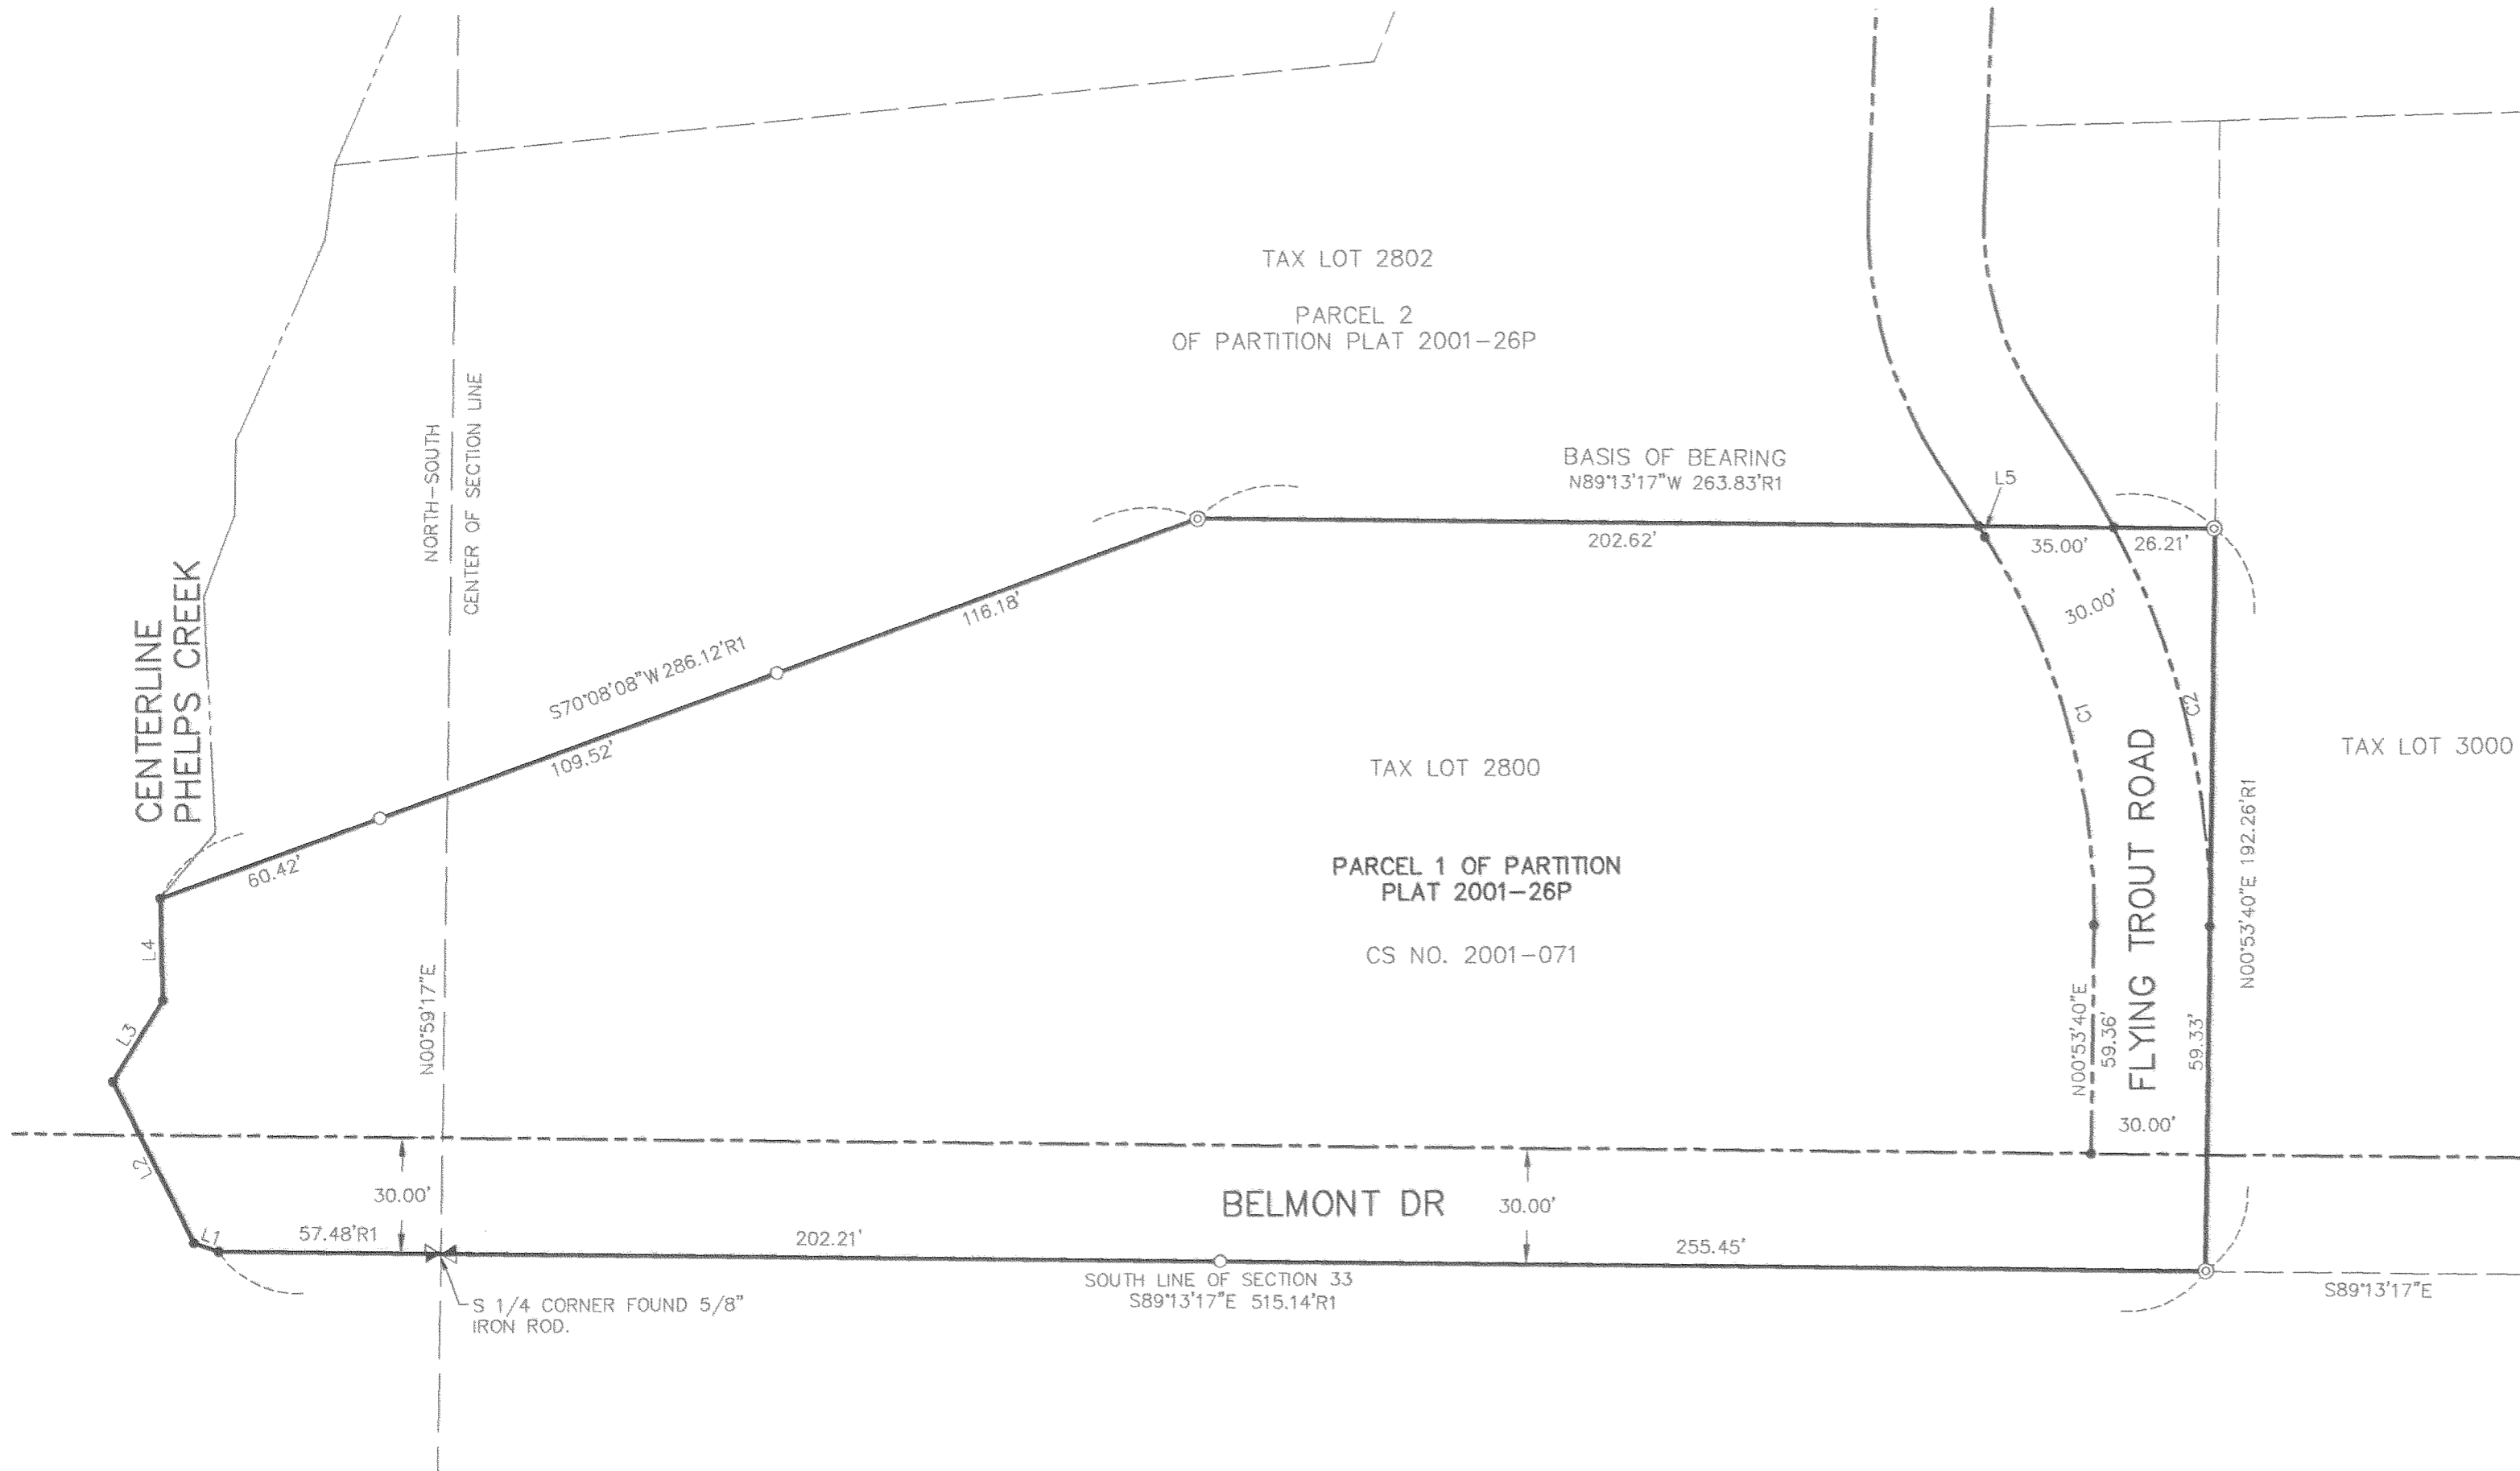 TAX LOT 2802
PARCEL 2
OF PARTITION PLAT 2001-26P
NORTH-SOUTH
CENTER OF SECTION LINE
BASIS OF BEARING
N89°13'17"W 263.83'R1
L5
202.62'
35.00'
26.21'
30.00'
116.18'
S70°08'08"W 286.12'R1
109.52'
60.42'
CENTERLINE
PHELPS CREEK
C1
C2
TAX LOT 3000
TAX LOT 2800
PARCEL 1 OF PARTITION
PLAT 2001-26P
CS NO. 2001-071
N00°53'40"E 192.26'R1
FLYING TROUT ROAD
N00°53'40"E
59.36'
59.33'
30.00'
L4
L3
L2
L1
N00°59'17"E
30.00'
BELMONT DR
30.00'
57.48'R1
202.21'
255.45'
SOUTH LINE OF SECTION 33
S89°13'17"E 515.14'R1
S89°13'17"E
S 1/4 CORNER FOUND 5/8"
IRON ROD.